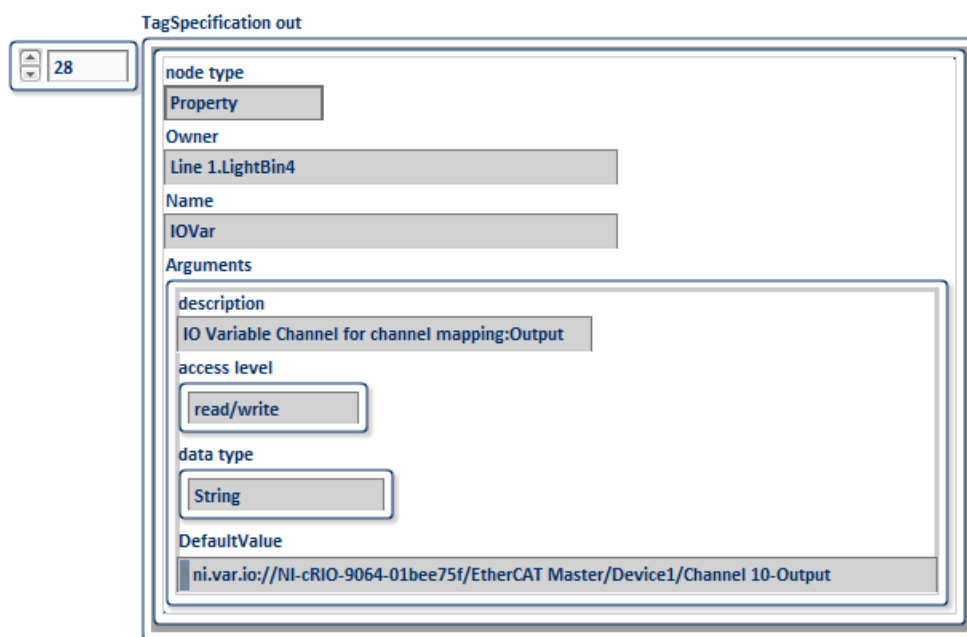 TagSpecification out
28
node type
Property
Owner
Line 1.LightBin4
Name
IOVar
Arguments
description
IO Variable Channel for channel mapping:Output
access level
read/write
data type
String
DefaultValue
ni.var.io://NI-cRIO-9064-01bee75f/EtherCAT Master/Device1/Channel 10-Output